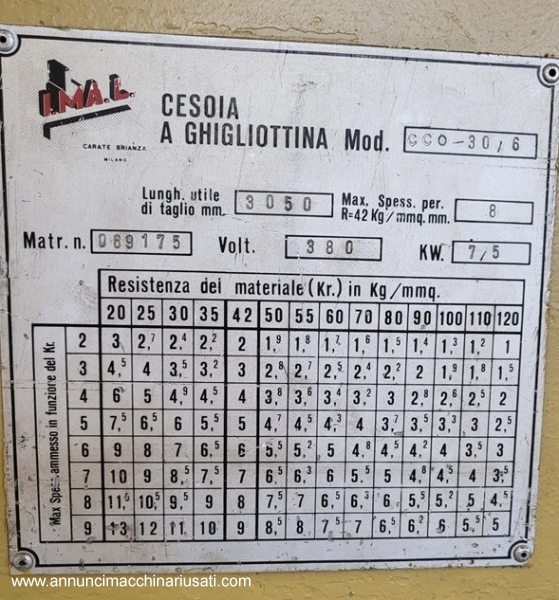 I.MA.L.
CARATE BRIANZA
MILANO
CESOIA
A GHIGLIOTTINA Mod. CCO-30/6
Lungh. utile di taglio mm. 3050 Max. Spess. per. R=42 Kg/mmq. mm. 8
Matr. n. 069175 Volt. 380 KW. 7/5
Resistenza dei materiale (Kr.) in Kg/mmq.
20 25 30 35 42 50 55 60 70 80 90 100 110 120
Max Spess. ammesso in funzione del Kr.
2 3 2,7 2,4 2,2 2 1,9 1,8 1,7 1,6 1,5 1,4 1,3 1,2 1
3 4,5 4 3,5 3,2 3 2,8 2,7 2,5 2,4 2,2 2 1,9 1,8 1,5
4 6 5 4,9 4,5 4 3,8 3,6 3,4 3,2 3 2,8 2,6 2,5 2
5 7,5 6,5 6 5,5 5 4,7 4,5 4,3 4 3,7 3,5 3,3 3 2,5
6 9 8 7 6,5 6 5,5 5,2 5 4,8 4,5 4,2 4 3,5 3
7 10 9 8,5 7,5 7 6,5 6,3 6 5,5 5 4,8 4,5 4 3,5
8 11,5 10,5 9,5 9 8 7,5 7 6,5 6,3 6 5,5 5,2 5 4,5
9 13 12 11 10 9 8,5 8 7,5 7 6,5 6,2 6 5,5 5
www.annuncimacchinariusati.com